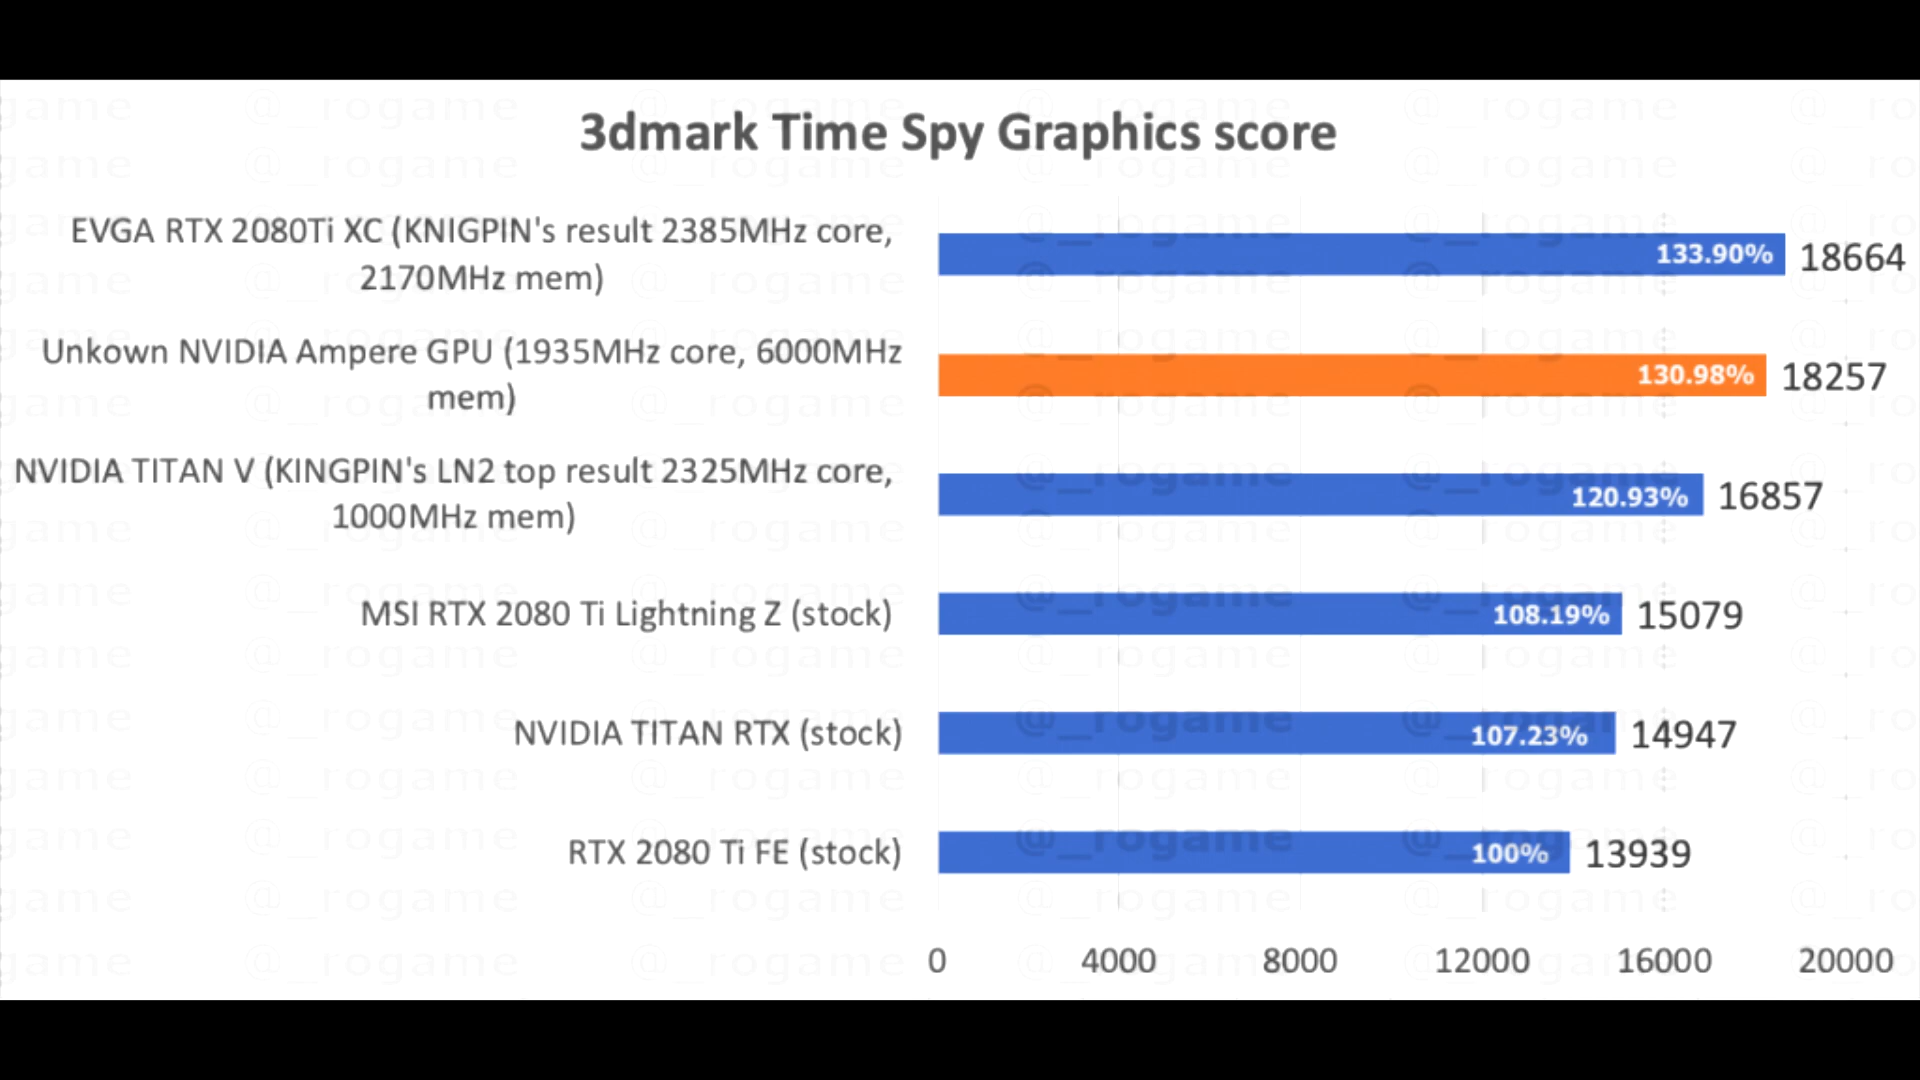 3dmark Time Spy Graphics score
EVGA RTX 2080Ti XC (KNIGPIN's result 2385MHz core,
2170MHz mem)
133.90% 18664
Unkown NVIDIA Ampere GPU (1935MHz core, 6000MHz
mem)
130.98% 18257
NVIDIA TITAN V (KINGPIN's LN2 top result 2325MHz core,
1000MHz mem)
120.93% 16857
MSI RTX 2080 Ti Lightning Z (stock)
108.19% 15079
NVIDIA TITAN RTX (stock)
107.23% 14947
RTX 2080 Ti FE (stock)
100% 13939
0 4000 8000 12000 16000 20000
@_rogame